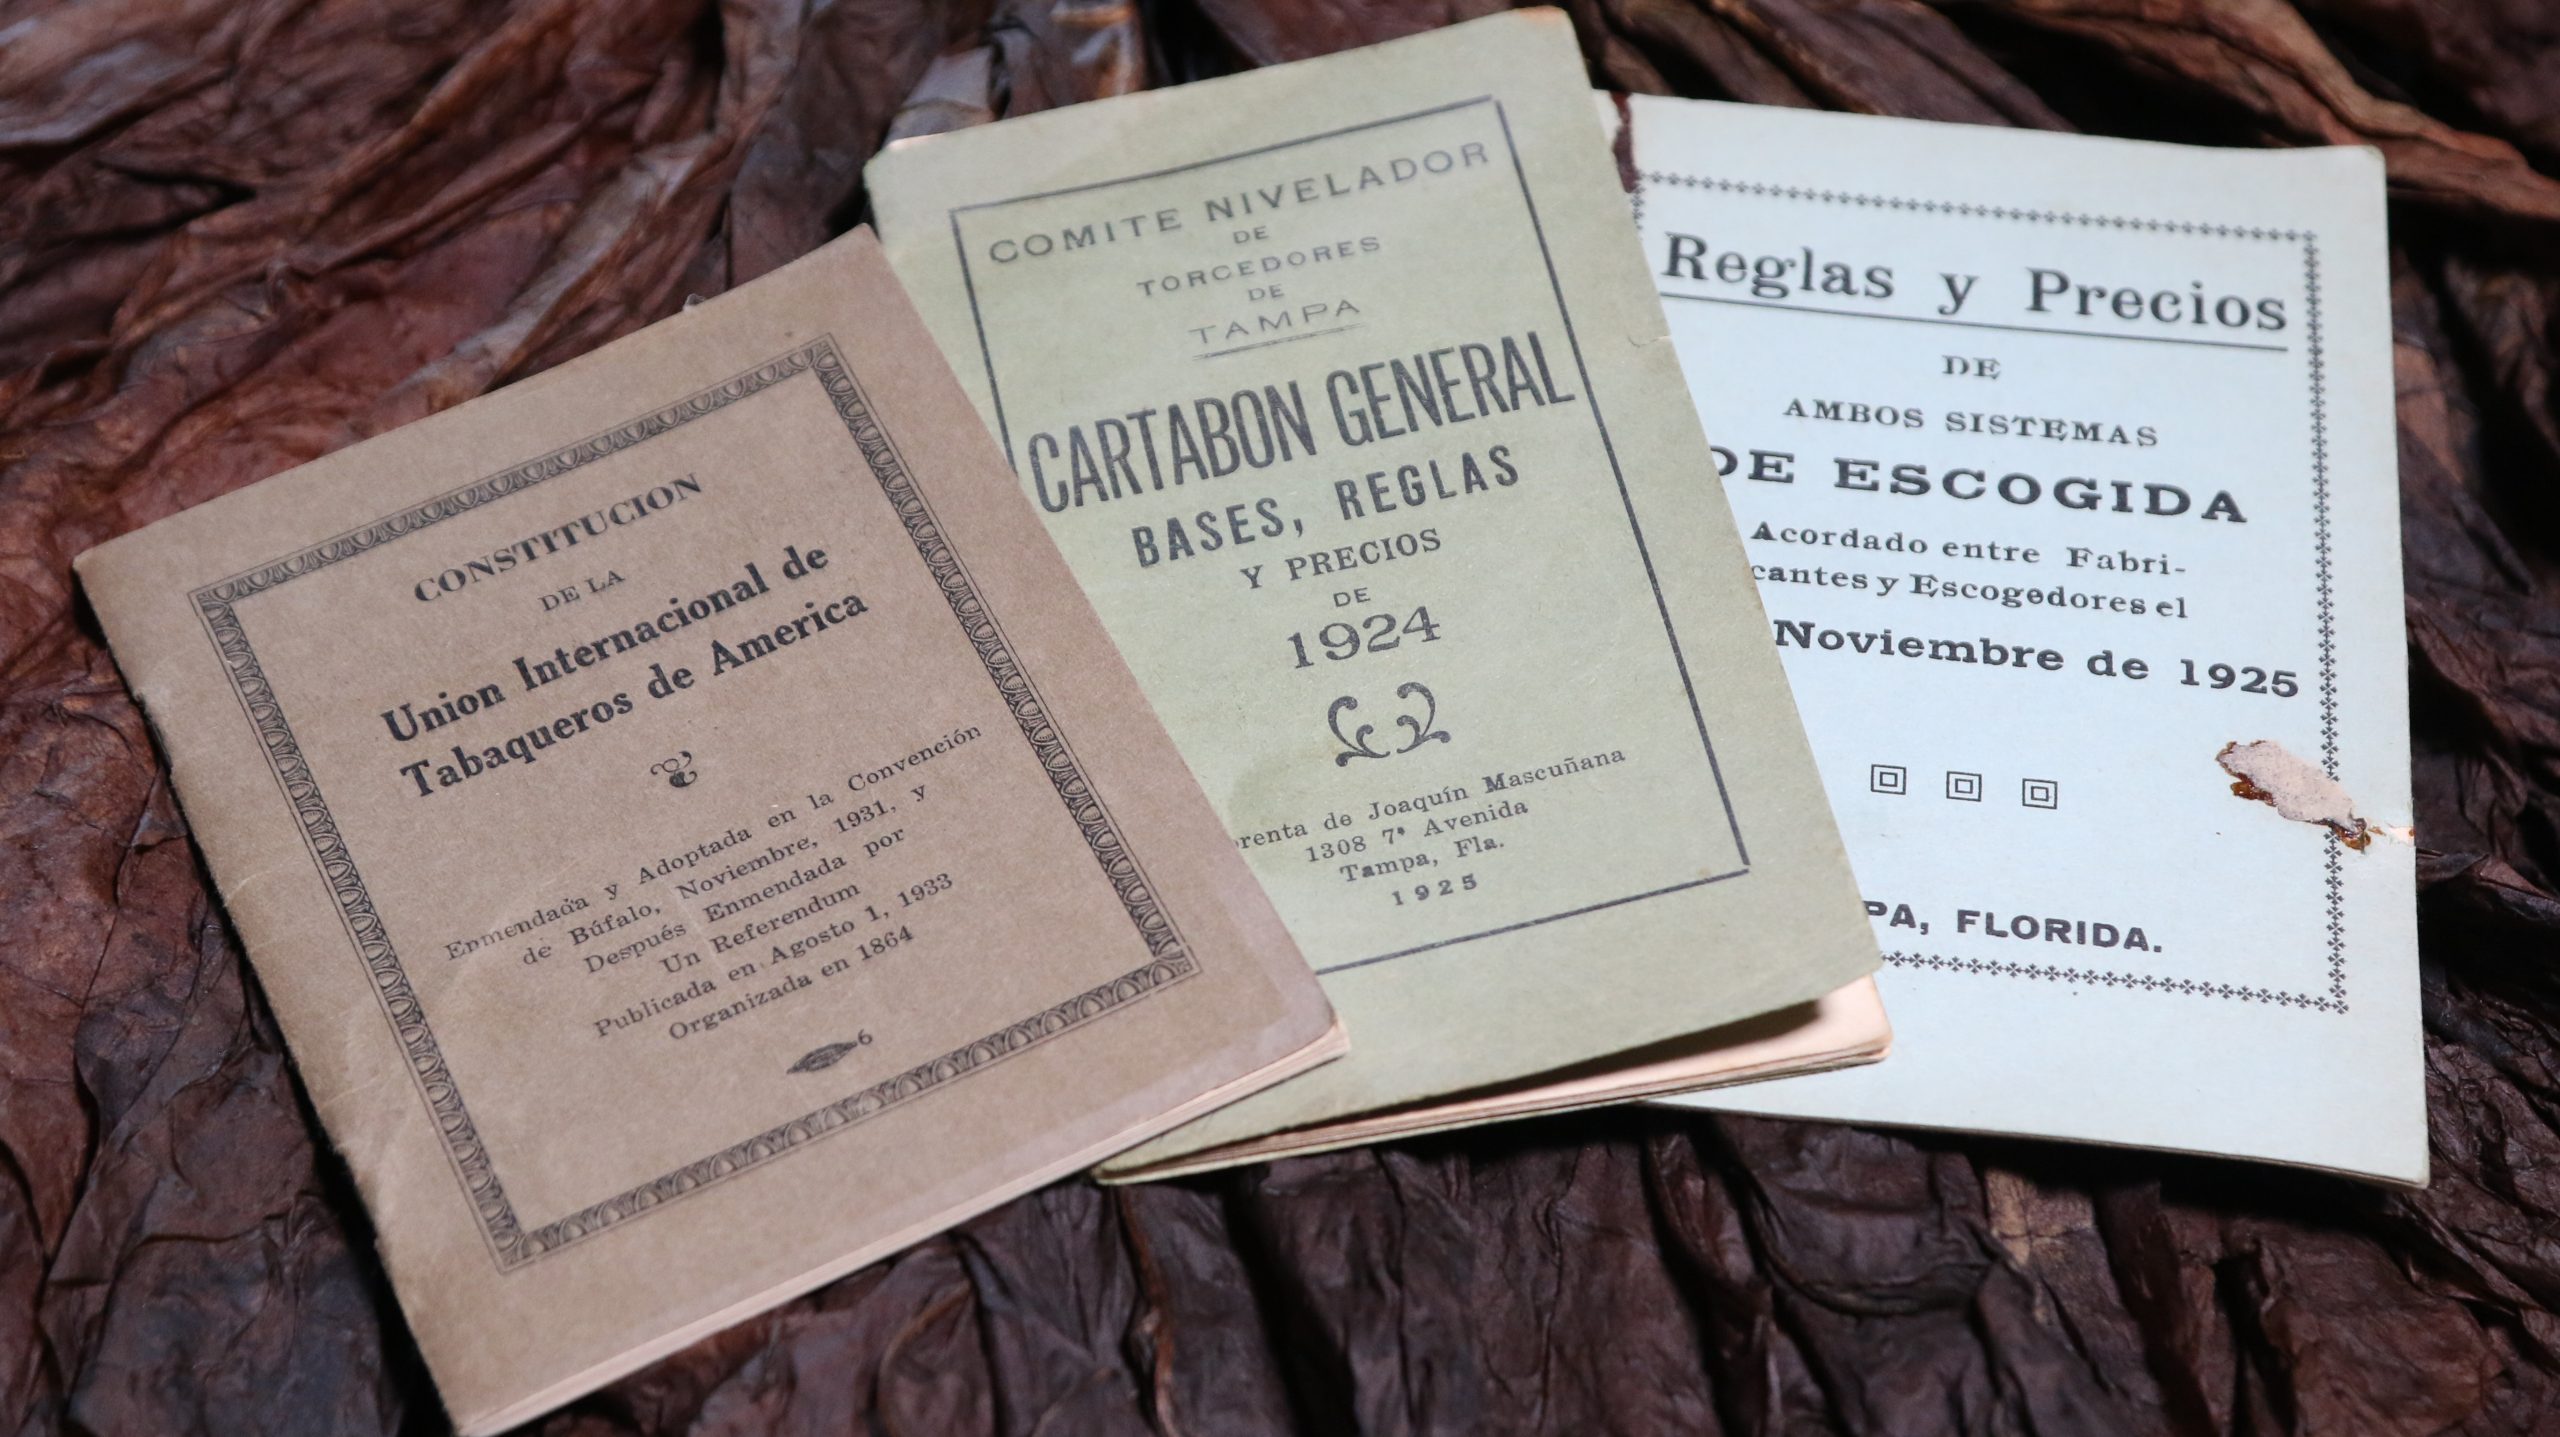 CONSTITUCION
DE LA
Union Internacional de
Tabaqueros de America
Enmendada y Adoptada en la Convención
de Búfalo, Noviembre, 1931, y
Después Enmendada por
Un Referendum
Publicada en Agosto 1, 1933
Organizada en 1864
6
COMITE NIVELADOR
DE
TORCEDORES
DE
TAMPA
CARTABON GENERAL
BASES, REGLAS
Y PRECIOS
DE
1924
renta de Joaquín Mascuñana
1308 7ª Avenida
Tampa, Fla.
1925
Reglas y Precios
DE
AMBOS SISTEMAS
DE ESCOGIDA
Acordado entre Fabri-
cantes y Escogedores el
Noviembre de 1925
PA, FLORIDA.